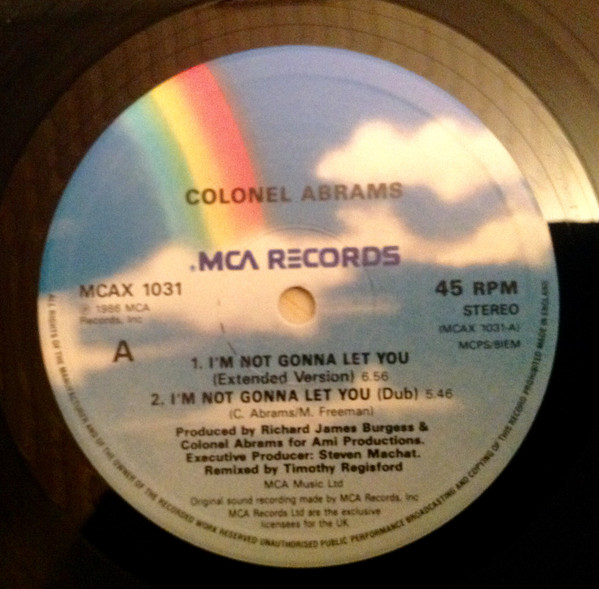 COLONEL ABRAMS
MCA RECORDS
MCAX 1031
℗ 1986 MCA
Records, Inc
45 RPM
STEREO
(MCAX 1031-A)
MCPS/BIEM
A
1. I'M NOT GONNA LET YOU
(Extended Version) 6.56
2. I'M NOT GONNA LET YOU (Dub) 5.46
(C. Abrams/M. Freeman)
Produced by Richard James Burgess &
Colonel Abrams for Ami Productions.
Executive Producer: Steven Machat.
Remixed by Timothy Regisford
MCA Music Ltd
Original sound recording made by MCA Records, Inc
MCA Records Ltd are the exclusive
licensees for the UK
ALL RIGHTS OF THE MANUFACTURER AND OF THE OWNER OF THE RECORDED WORK RESERVED UNAUTHORISED PUBLIC PERFORMANCE BROADCASTING AND COPYING OF THIS RECORD PROHIBITED MADE IN ENGLAND